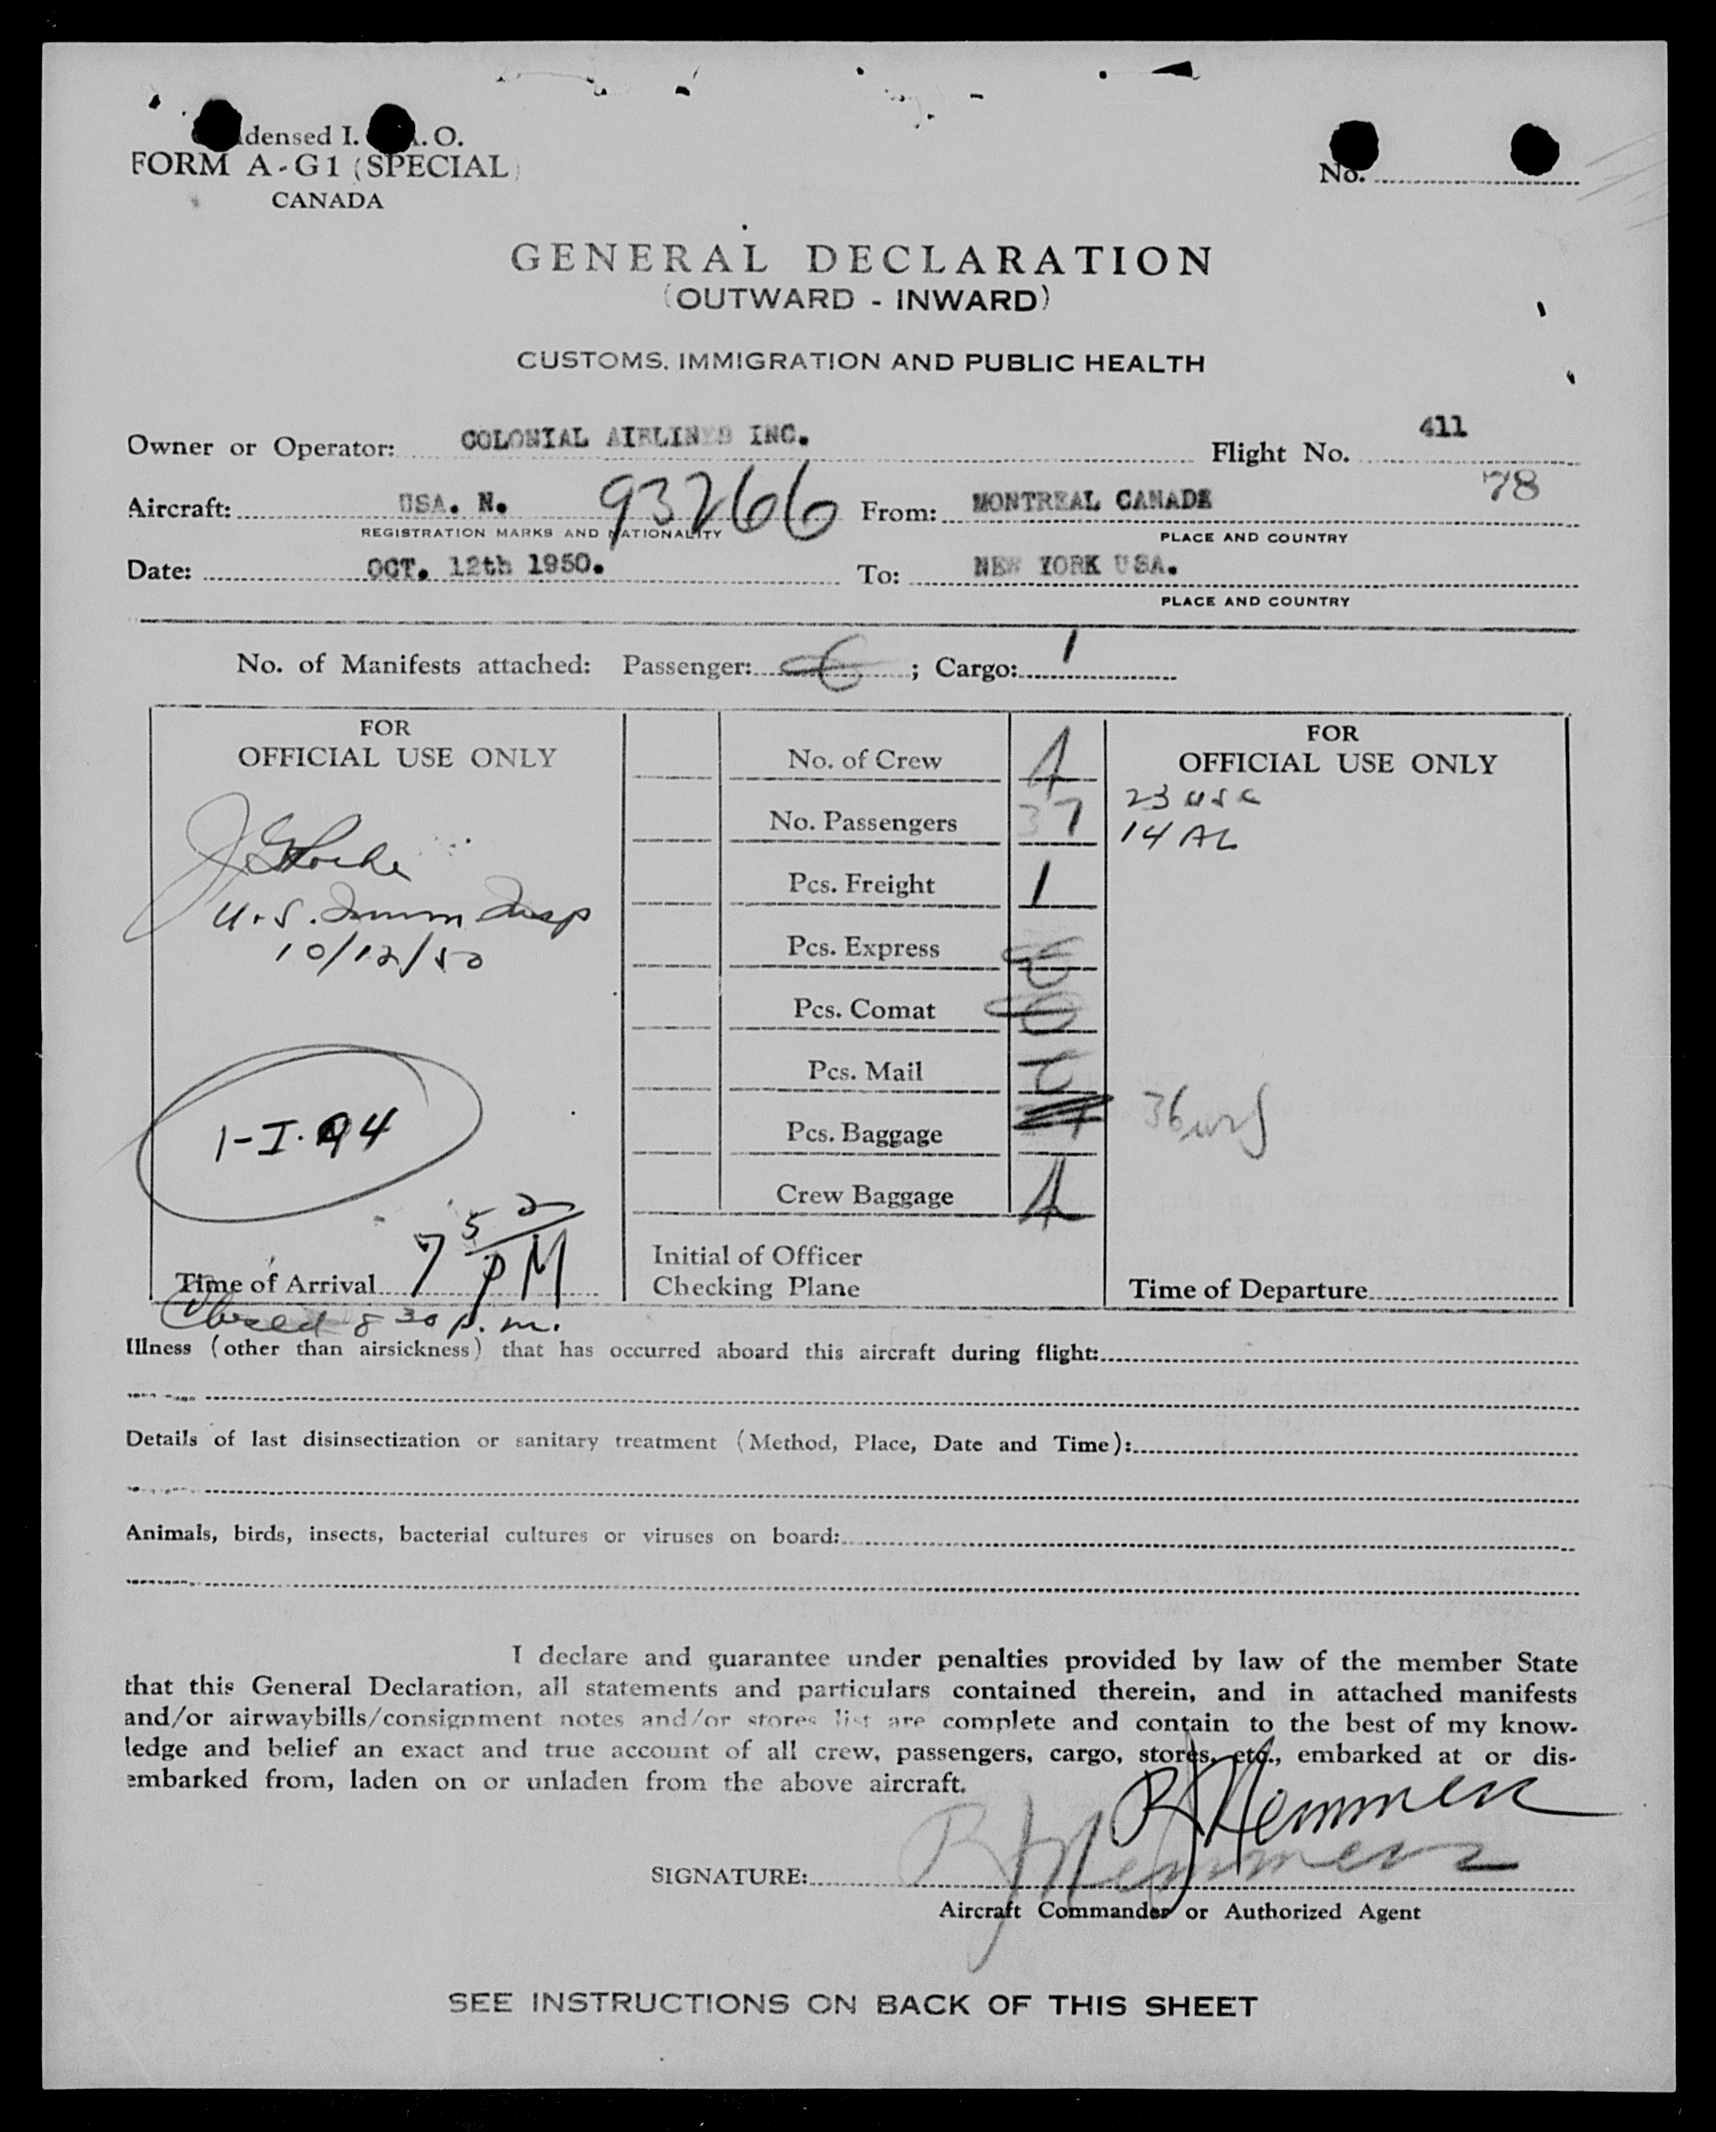 densed I. .O.
FORM A-G1 (SPECIAL)
CANADA
No.
GENERAL DECLARATION
(OUTWARD - INWARD)
CUSTOMS, IMMIGRATION AND PUBLIC HEALTH
Owner or Operator: COLONIAL AIRLINES INC. Flight No. 411
78
Aircraft: USA. N. 93266 From: MONTREAL CANADA
REGISTRATION MARKS AND NATIONALITY PLACE AND COUNTRY
Date: OCT. 12th 1950. To: NEW YORK USA.
PLACE AND COUNTRY
No. of Manifests attached: Passenger: ; Cargo: 1
FOR
OFFICIAL USE ONLY
U.S. Imm Insp
10/12/50
1-I.94
7 52 PM
Time of Arrival
Closed 8 30 p.m.
No. of Crew 4
No. Passengers 37
Pcs. Freight 1
Pcs. Express
Pcs. Comat
Pcs. Mail
Pcs. Baggage
Crew Baggage 4
Initial of Officer
Checking Plane
FOR
OFFICIAL USE ONLY
23 USC
14 AL
Time of Departure
Illness (other than airsickness) that has occurred aboard this aircraft during flight:
Details of last disinsectization or sanitary treatment (Method, Place, Date and Time):
Animals, birds, insects, bacterial cultures or viruses on board:
I declare and guarantee under penalties provided by law of the member State
that this General Declaration, all statements and particulars contained therein, and in attached manifests
and/or airwaybills/consignment notes and/or stores list are complete and contain to the best of my know-
ledge and belief an exact and true account of all crew, passengers, cargo, stores, etc., embarked at or dis-
embarked from, laden on or unladen from the above aircraft.
SIGNATURE:
Aircraft Commander or Authorized Agent
SEE INSTRUCTIONS ON BACK OF THIS SHEET